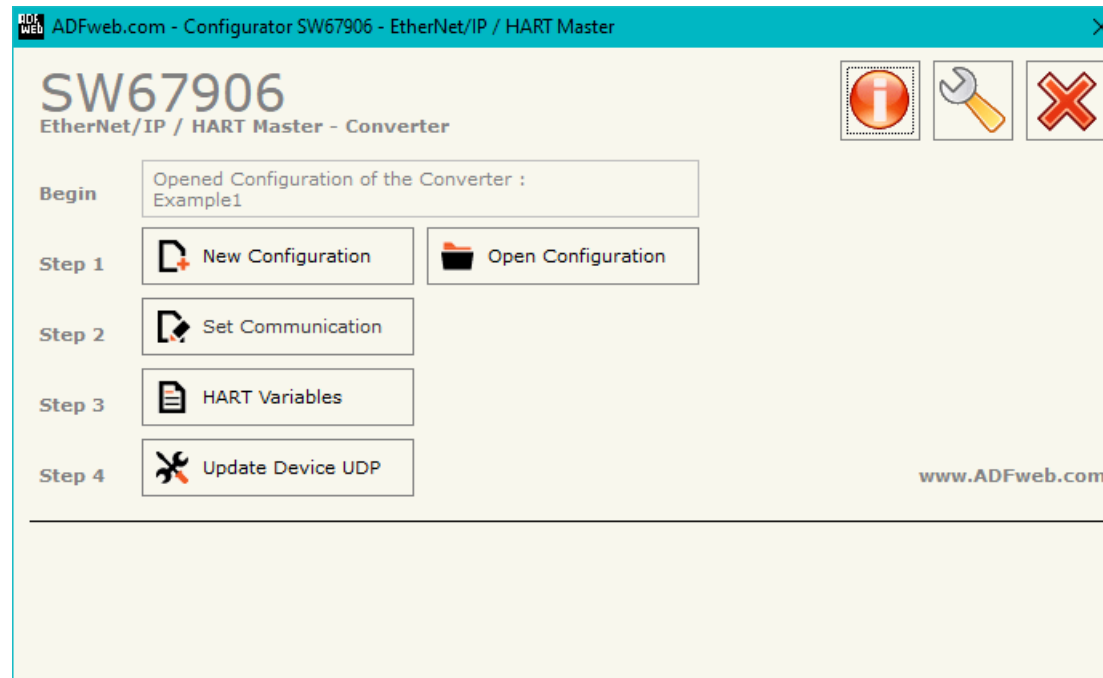 ADF
WEB
ADFweb.com - Configurator SW67906 - EtherNet/IP / HART Master
SW67906
EtherNet/IP / HART Master - Converter
Begin
Opened Configuration of the Converter :
Example1
Step 1
New Configuration
Open Configuration
Step 2
Set Communication
Step 3
HART Variables
Step 4
Update Device UDP
www.ADFweb.com